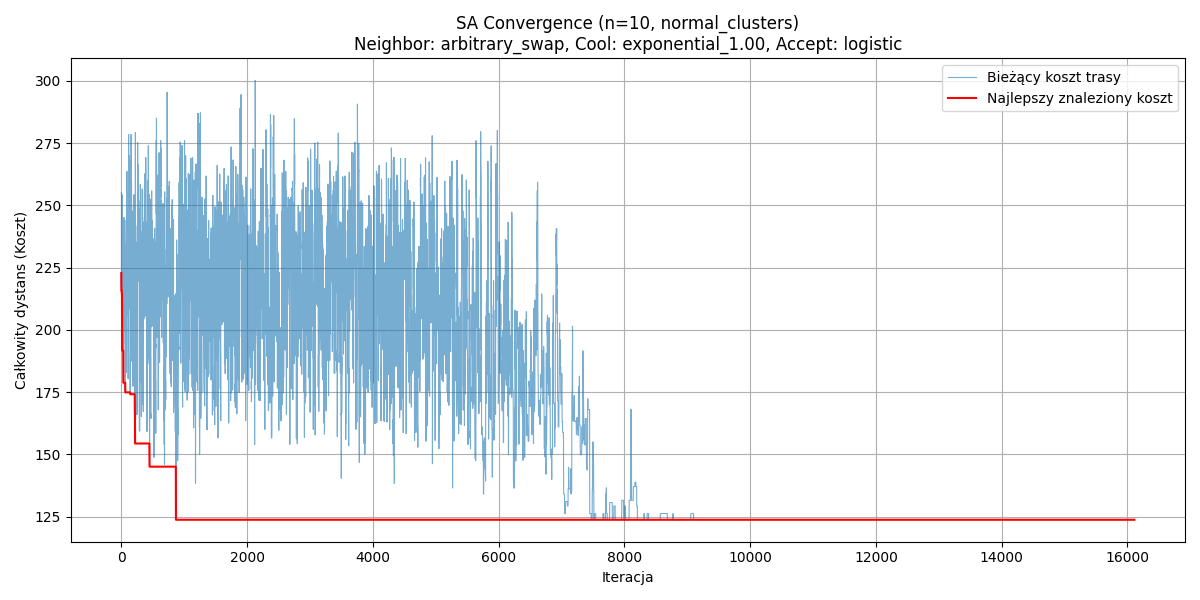 SA Convergence (n=10, normal_clusters)
Neighbor: arbitrary_swap, Cool: exponential_1.00, Accept: logistic
Bieżący koszt trasy
Najlepszy znaleziony koszt
Całkowity dystans (Koszt)
300
275
250
225
200
175
150
125
0
2000
4000
6000
8000
10000
12000
14000
16000
Iteracja